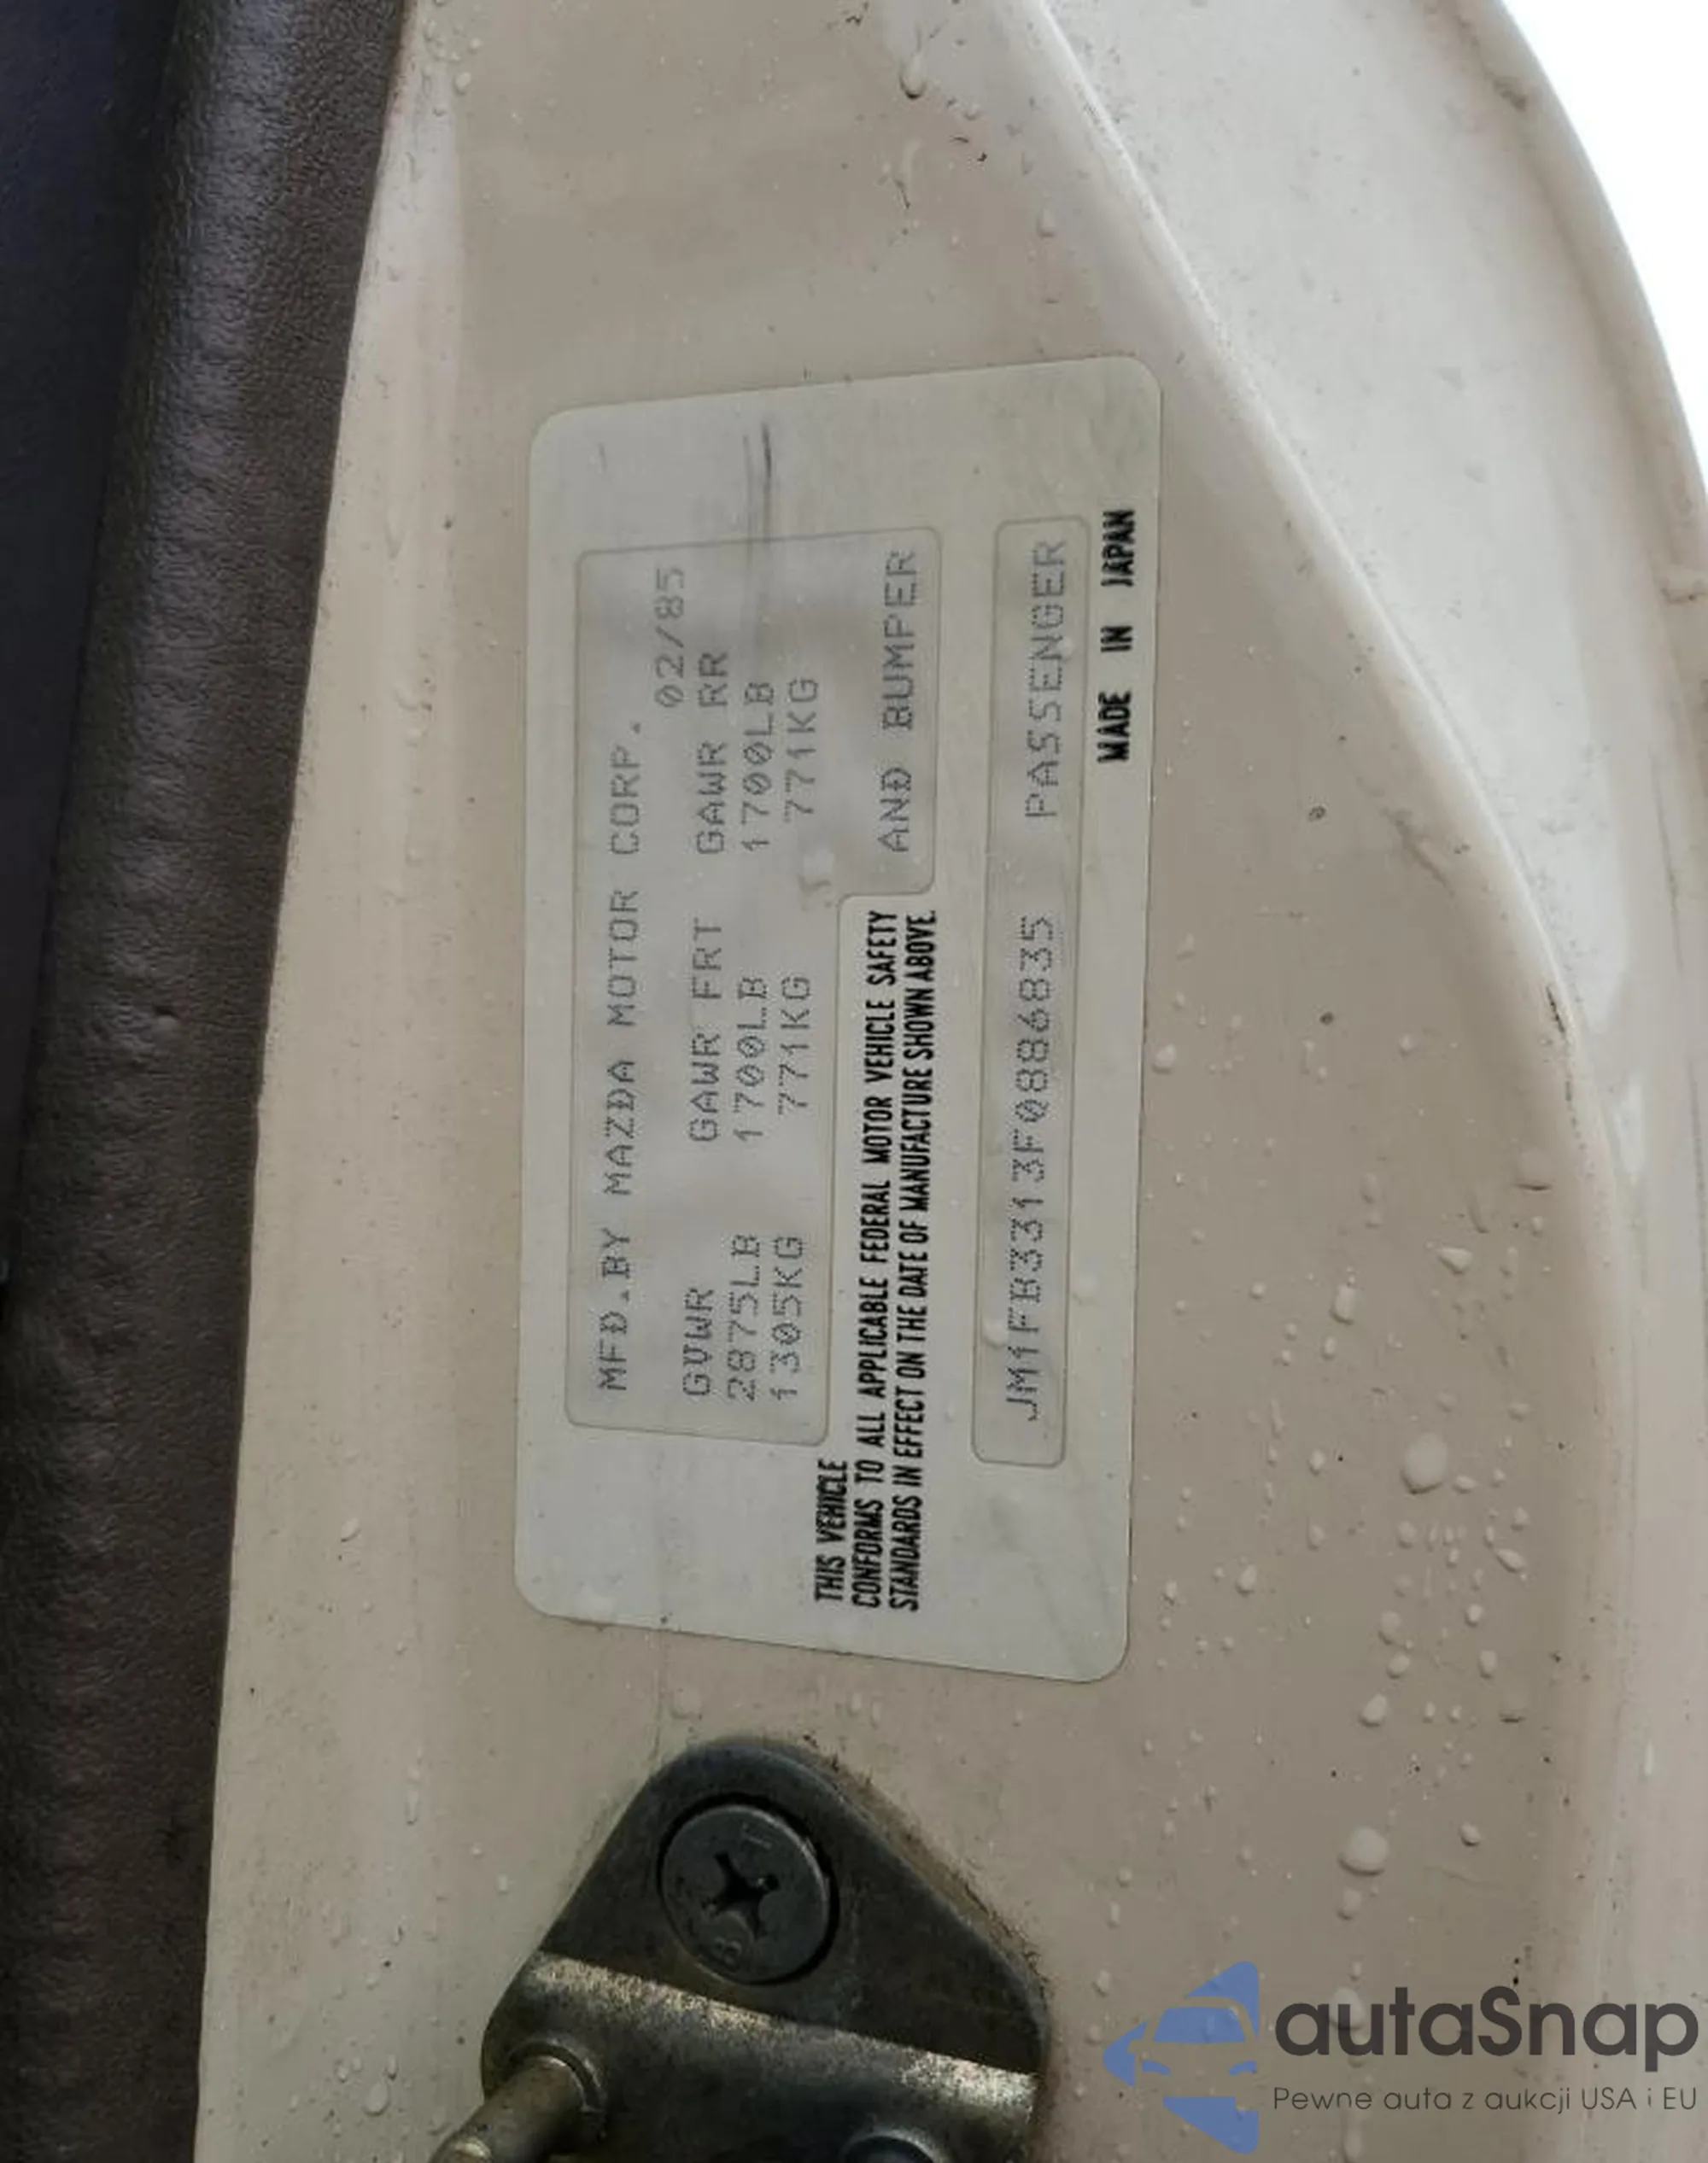 MFD.BY MAZDA MOTOR CORP.
02/85
GVWR GAWR FRT GAWR RR
2875LB 1700LB 1700LB
1305KG 771KG 771KG
THIS VEHICLE
CONFORMS TO ALL APPLICABLE FEDERAL MOTOR VEHICLE SAFETY AND BUMPER
STANDARDS IN EFFECT ON THE DATE OF MANUFACTURE SHOWN ABOVE.
JM1FB3313F0886835 PASSENGER
MADE IN JAPAN
autaSnap
Pewne auta z aukcji USA i EU